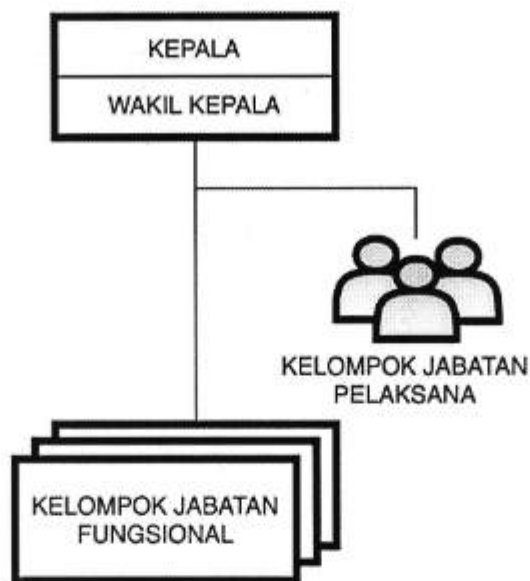 KEPALA
WAKIL KEPALA
KELOMPOK JABATAN
PELAKSANA
KELOMPOK JABATAN
FUNGSIONAL